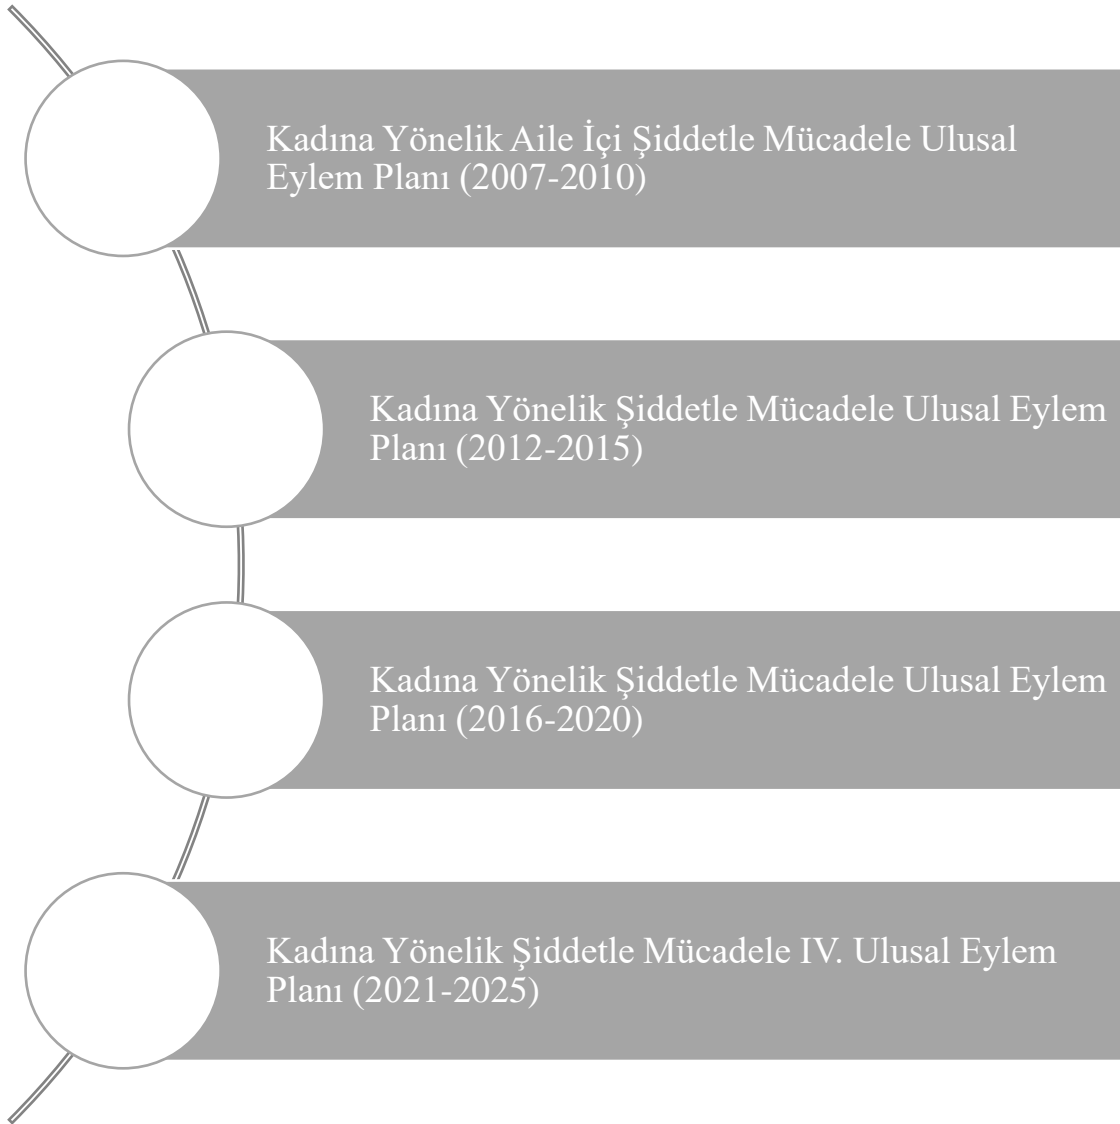 Kadına Yönelik Aile İçi Şiddetle Mücadele Ulusal
Eylem Planı (2007-2010)
Kadına Yönelik Şiddetle Mücadele Ulusal Eylem
Planı (2012-2015)
Kadına Yönelik Şiddetle Mücadele Ulusal Eylem
Planı (2016-2020)
Kadına Yönelik Şiddetle Mücadele IV. Ulusal Eylem
Planı (2021-2025)